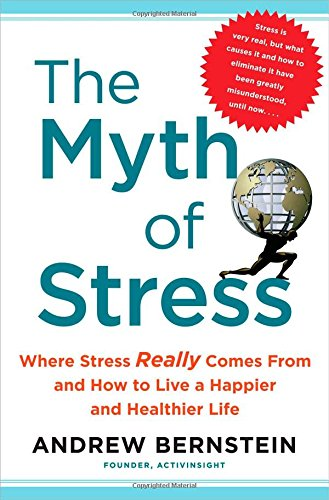 Stress is
very real, but what
causes it and how to
eliminate it have
been greatly
misunderstood,
until now. . . .
The
Myth
of
Stress
Where Stress Really Comes From
and How to Live a Happier
and Healthier Life
ANDREW BERNSTEIN
FOUNDER, ACTIVINSIGHT
Copyrighted Material